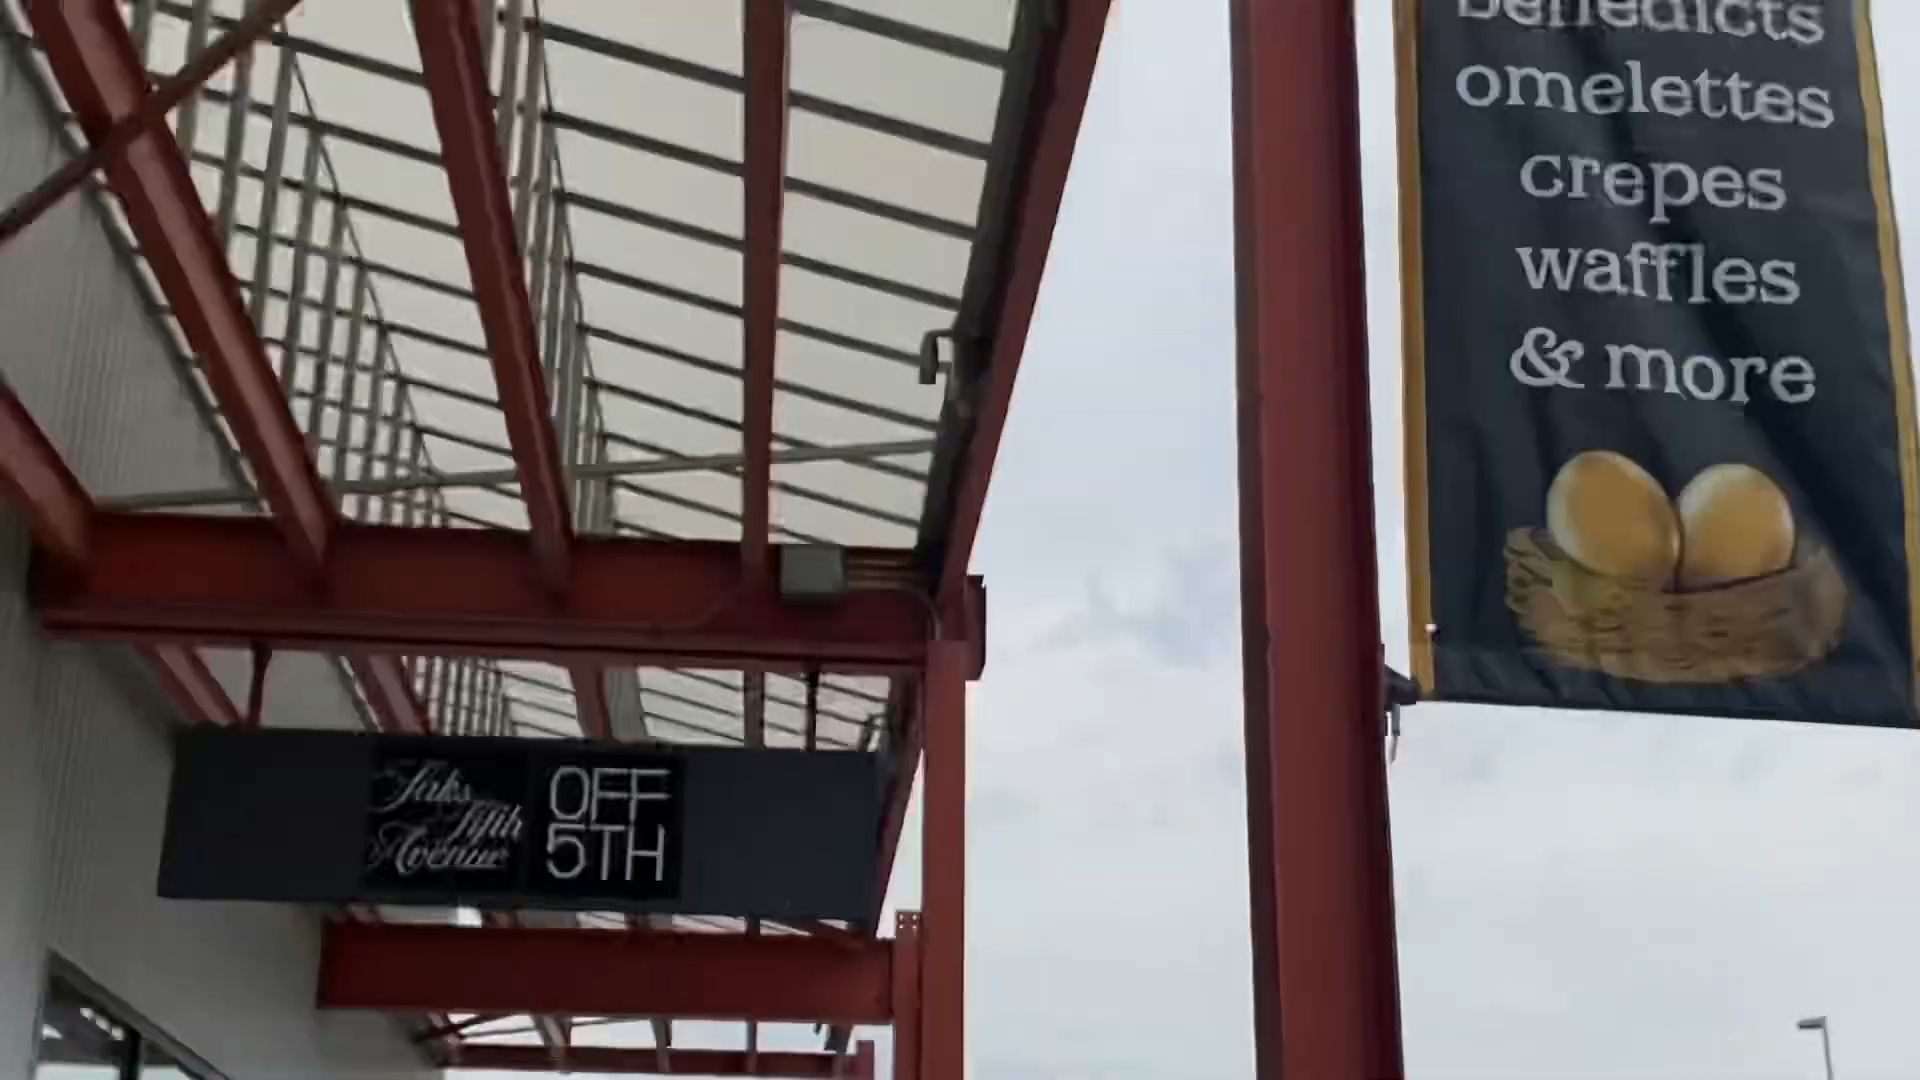 benedicts
omelettes
crepes
waffles
& more
Saks
Fifth
Avenue
OFF
5TH